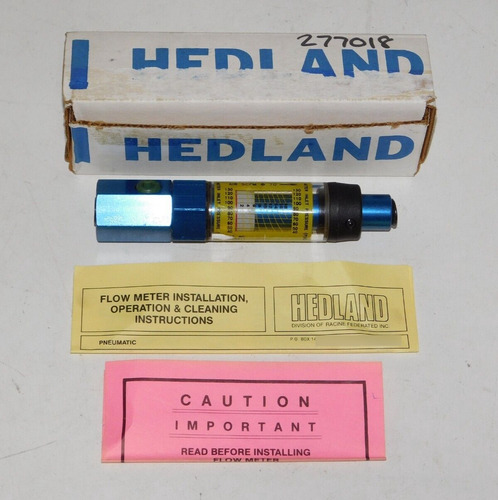 277018
HEDLAND
HEDLAND
FLOW METER INSTALLATION,
OPERATION & CLEANING
INSTRUCTIONS
HEDLAND
DIVISION OF RACINE FEDERATED INC
PNEUMATIC
P.O. BOX
CAUTION
IMPORTANT
READ BEFORE INSTALLING
FLOW METER